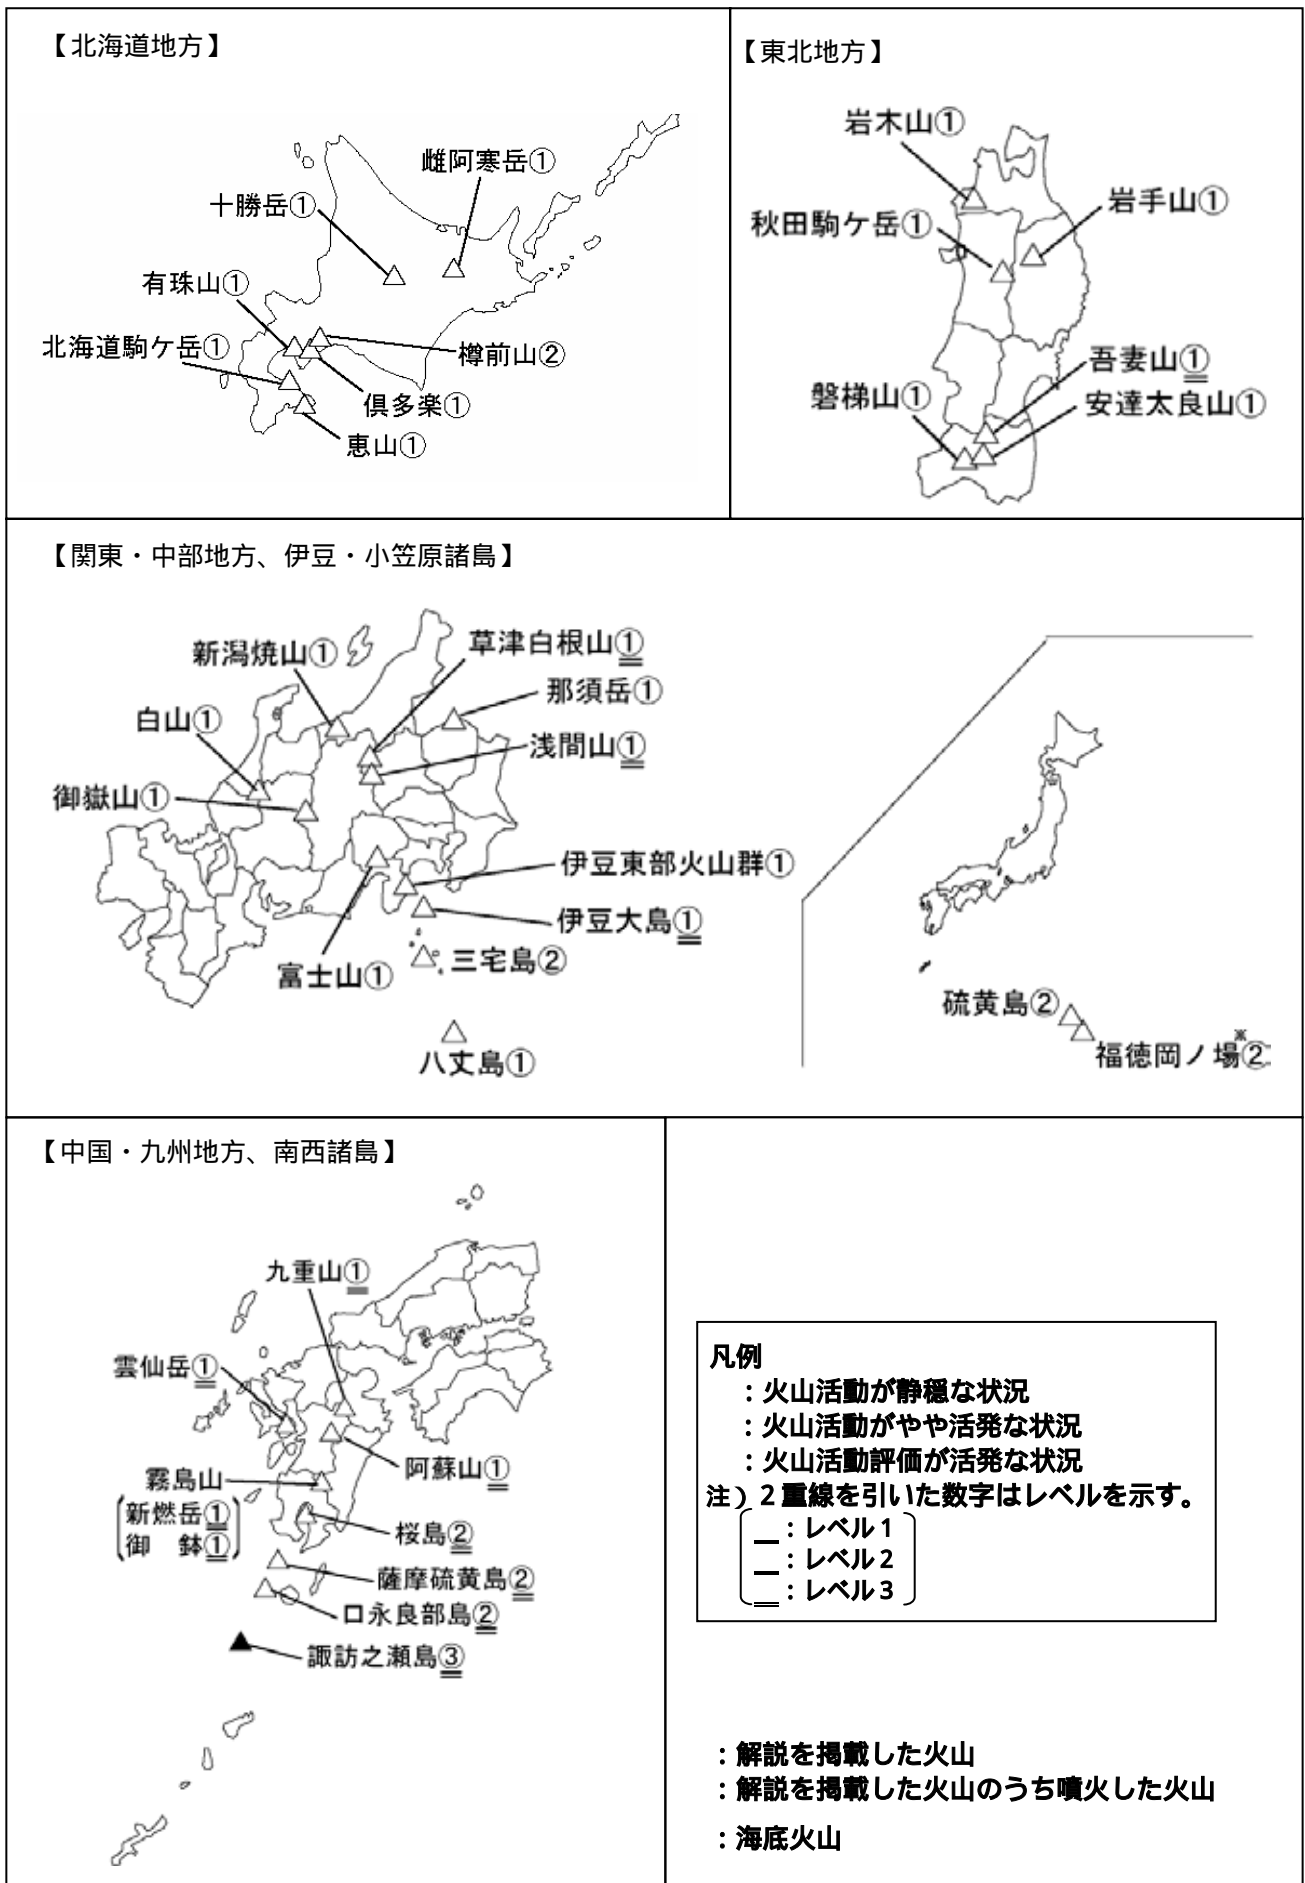 【北海道地方】
雌阿寒岳①
十勝岳①
有珠山①
北海道駒ケ岳①
樽前山②
倶多楽①
恵山①
【東北地方】
岩木山①
岩手山①
秋田駒ケ岳①
吾妻山①
磐梯山①
安達太良山①
【関東・中部地方、伊豆・小笠原諸島】
新潟焼山①
草津白根山①
那須岳①
白山①
浅間山①
御嶽山①
伊豆東部火山群①
伊豆大島①
富士山①
三宅島②
八丈島①
硫黄島②
※
福徳岡ノ場②
【中国・九州地方、南西諸島】
九重山①
雲仙岳①
阿蘇山①
霧島山
新燃岳①
御 鉢①
桜島②
薩摩硫黄島②
口永良部島②
諏訪之瀬島③
凡例
：火山活動が静穏な状況
：火山活動がやや活発な状況
：火山活動評価が活発な状況
注）２重線を引いた数字はレベルを示す。
：レベル１
：レベル２
：レベル３
：解説を掲載した火山
：解説を掲載した火山のうち噴火した火山
：海底火山